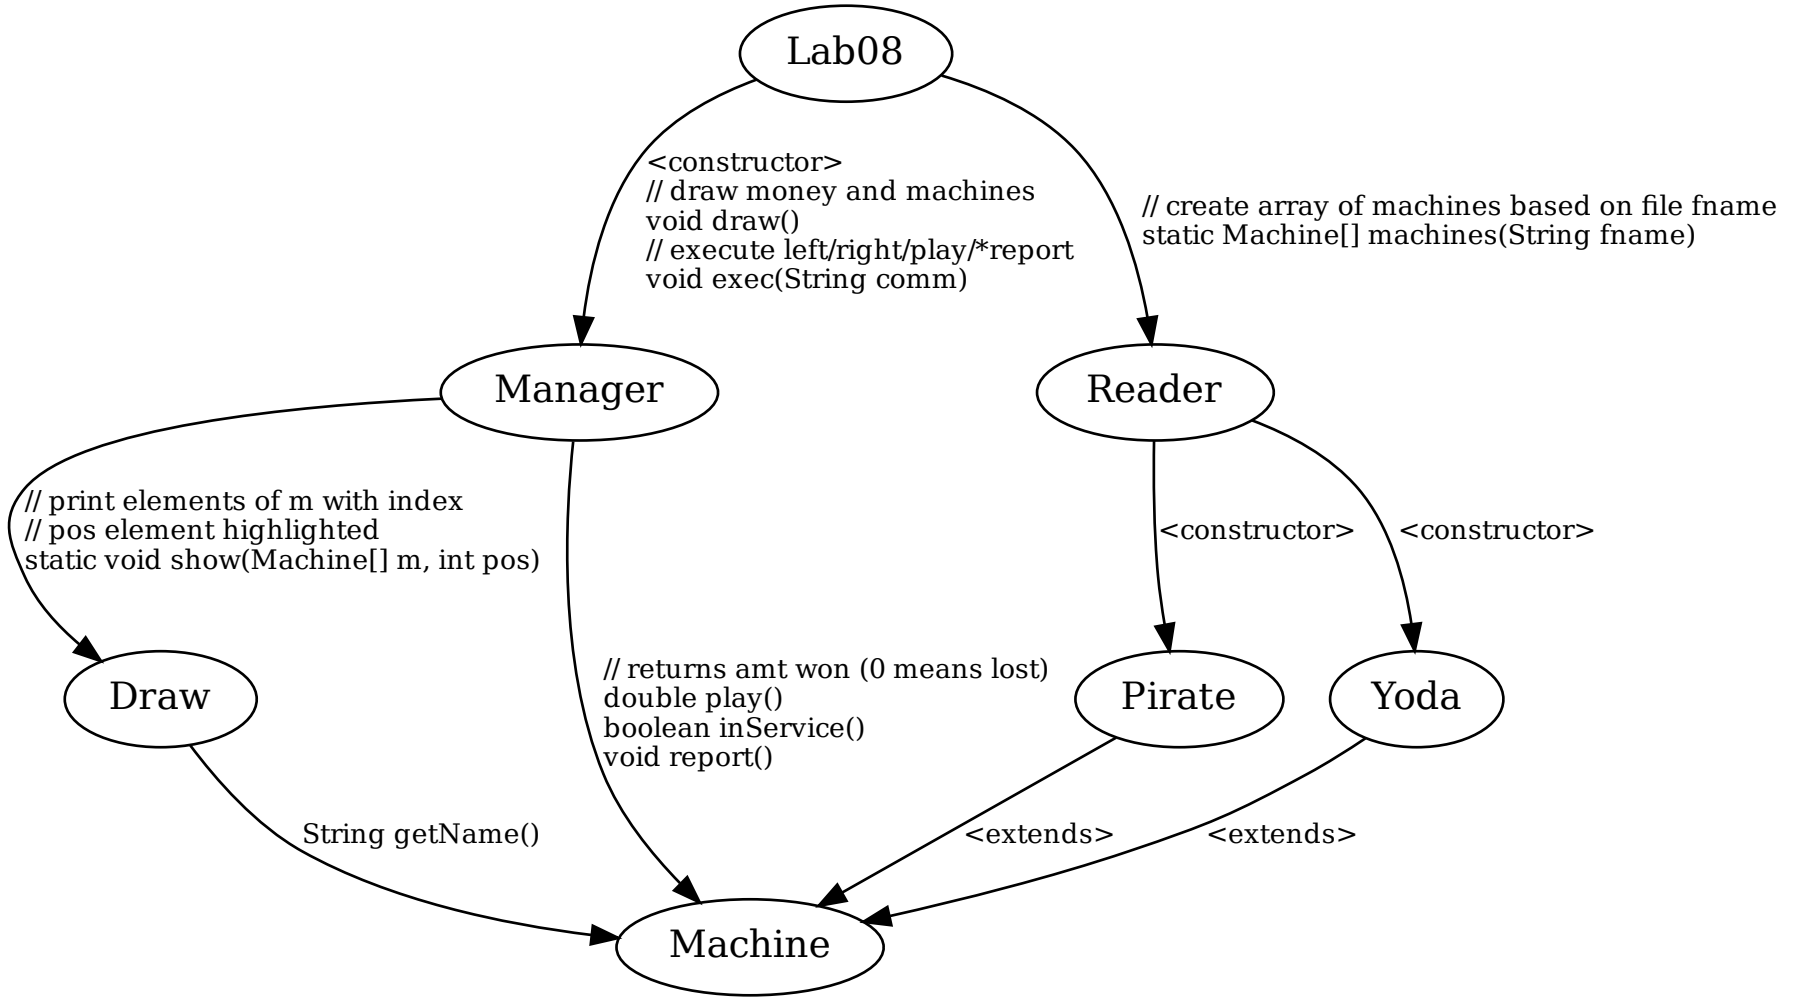 Lab08
<constructor>
// draw money and machines
void draw()
// execute left/right/play/*report
void exec(String comm)
// create array of machines based on file fname
static Machine[] machines(String fname)
Manager
Reader
// print elements of m with index
// pos element highlighted
static void show(Machine[] m, int pos)
<constructor>
<constructor>
// returns amt won (0 means lost)
double play()
boolean inService()
void report()
Draw
Pirate
Yoda
String getName()
<extends>
<extends>
Machine